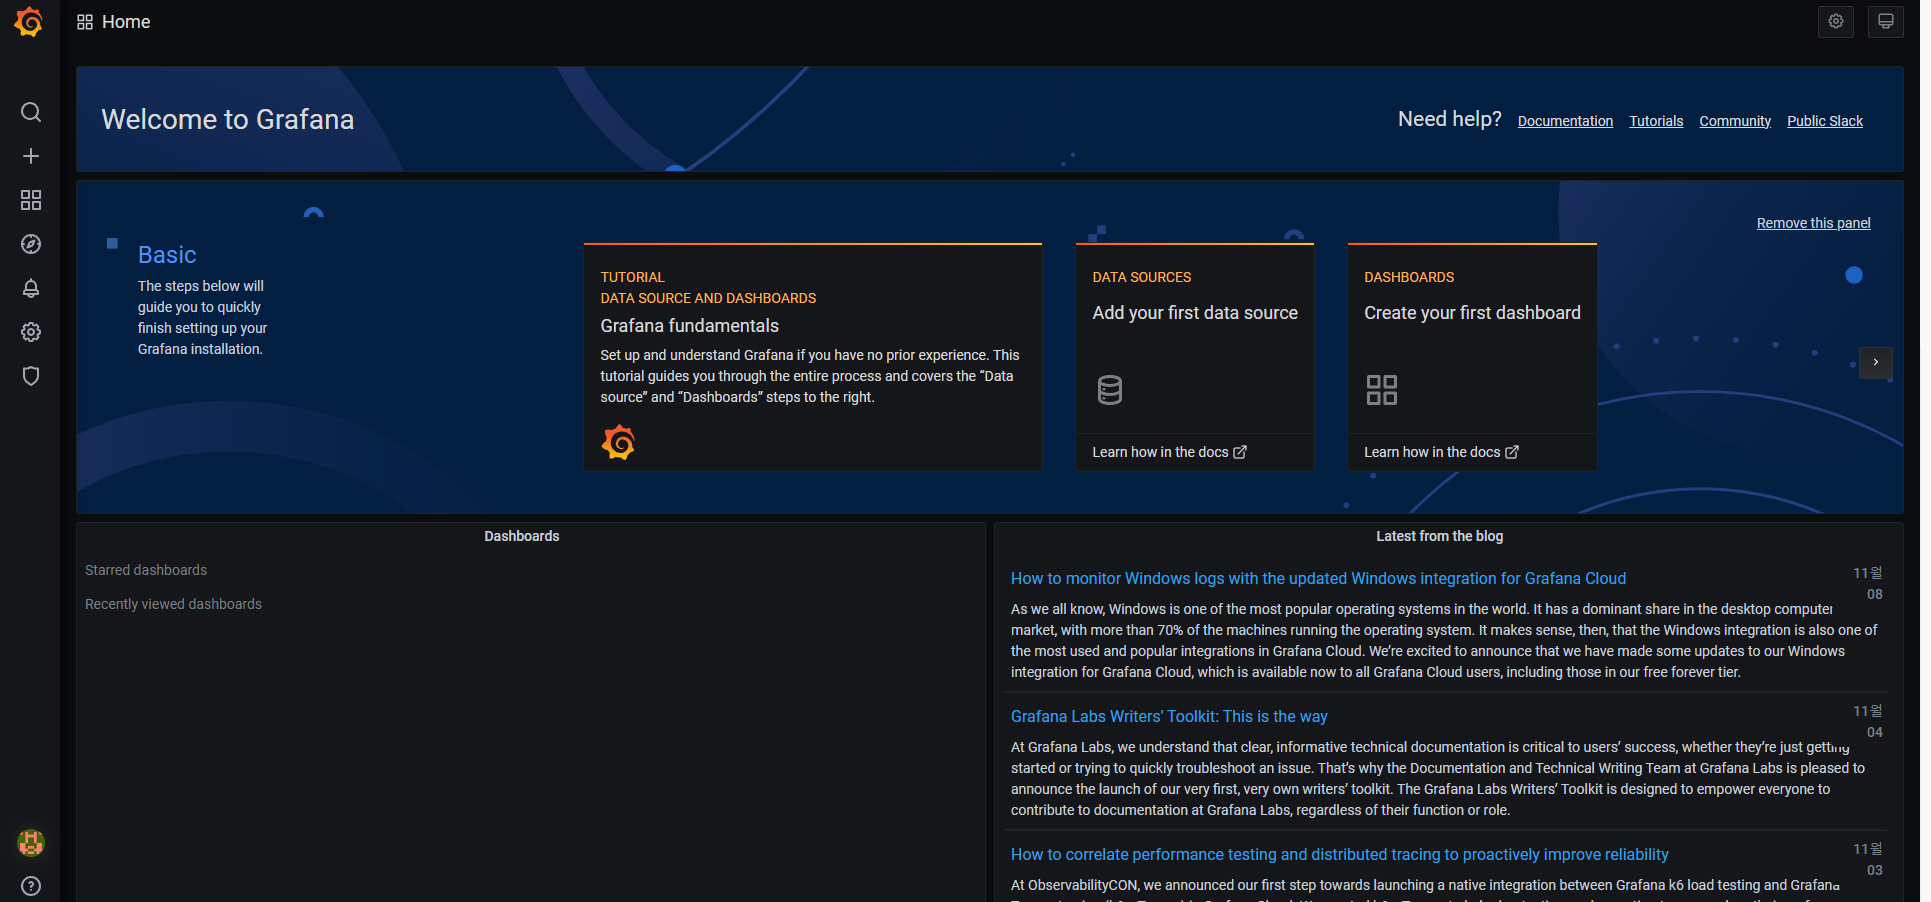 Home
Welcome to Grafana
Need help? Documentation Tutorials Community Public Slack
Remove this panel
Basic
The steps below will
guide you to quickly
finish setting up your
Grafana installation.
TUTORIAL
DATA SOURCE AND DASHBOARDS
Grafana fundamentals
Set up and understand Grafana if you have no prior experience. This
tutorial guides you through the entire process and covers the “Data
source” and “Dashboards” steps to the right.
DATA SOURCES
Add your first data source
Learn how in the docs
DASHBOARDS
Create your first dashboard
Learn how in the docs
Dashboards
Starred dashboards
Recently viewed dashboards
Latest from the blog
How to monitor Windows logs with the updated Windows integration for Grafana Cloud
11월
08
As we all know, Windows is one of the most popular operating systems in the world. It has a dominant share in the desktop computer
market, with more than 70% of the machines running the operating system. It makes sense, then, that the Windows integration is also one of
the most used and popular integrations in Grafana Cloud. We’re excited to announce that we have made some updates to our Windows
integration for Grafana Cloud, which is available now to all Grafana Cloud users, including those in our free forever tier.
Grafana Labs Writers' Toolkit: This is the way
11월
04
At Grafana Labs, we understand that clear, informative technical documentation is critical to users’ success, whether they’re just getting
started or trying to quickly troubleshoot an issue. That’s why the Documentation and Technical Writing Team at Grafana Labs is pleased to
announce the launch of our very first, very own writers’ toolkit. The Grafana Labs Writers’ Toolkit is designed to empower everyone to
contribute to documentation at Grafana Labs, regardless of their function or role.
How to correlate performance testing and distributed tracing to proactively improve reliability
11월
03
At ObservabilityCON, we announced our first step towards launching a native integration between Grafana k6 load testing and Grafana